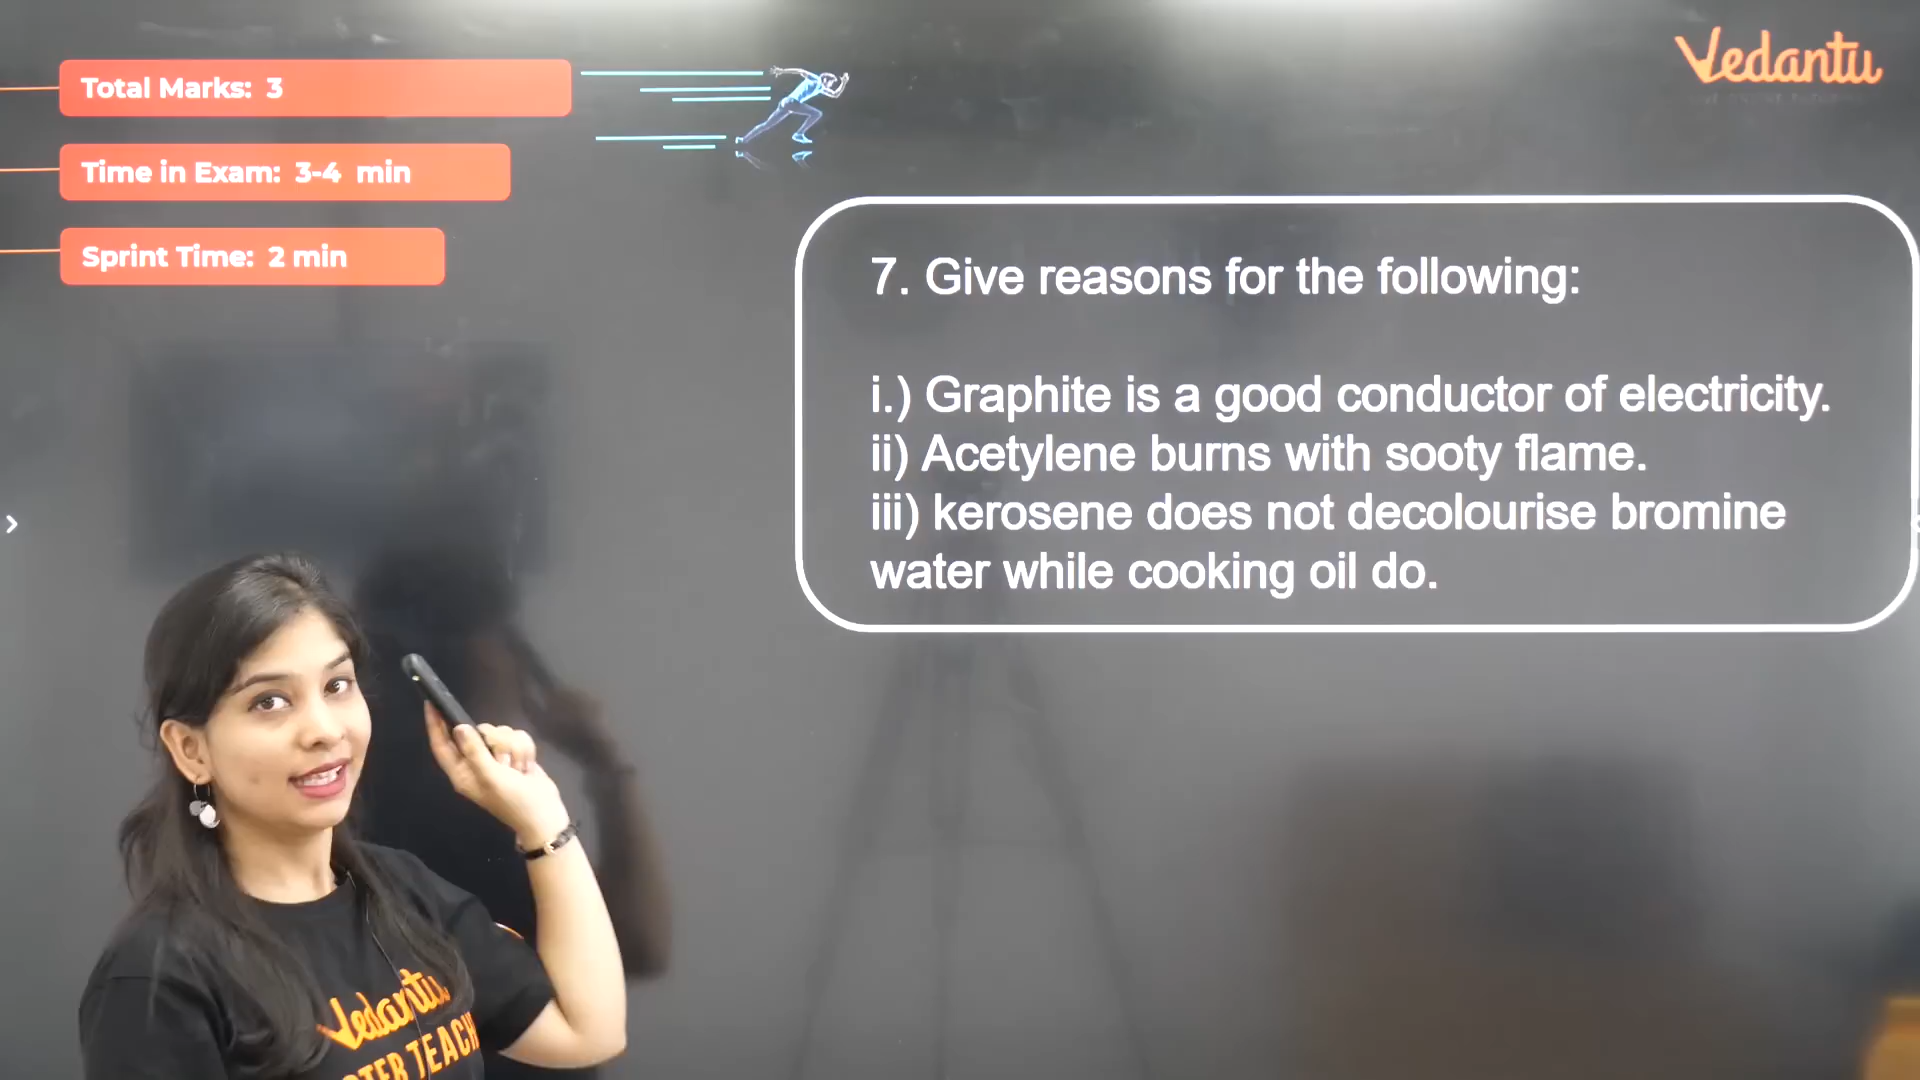 Total Marks: 3
Time in Exam: 3-4 min
Sprint Time: 2 min
Vedantu
7. Give reasons for the following:
i.) Graphite is a good conductor of electricity.
ii) Acetylene burns with sooty flame.
iii) kerosene does not decolourise bromine
water while cooking oil do.
Vedantu